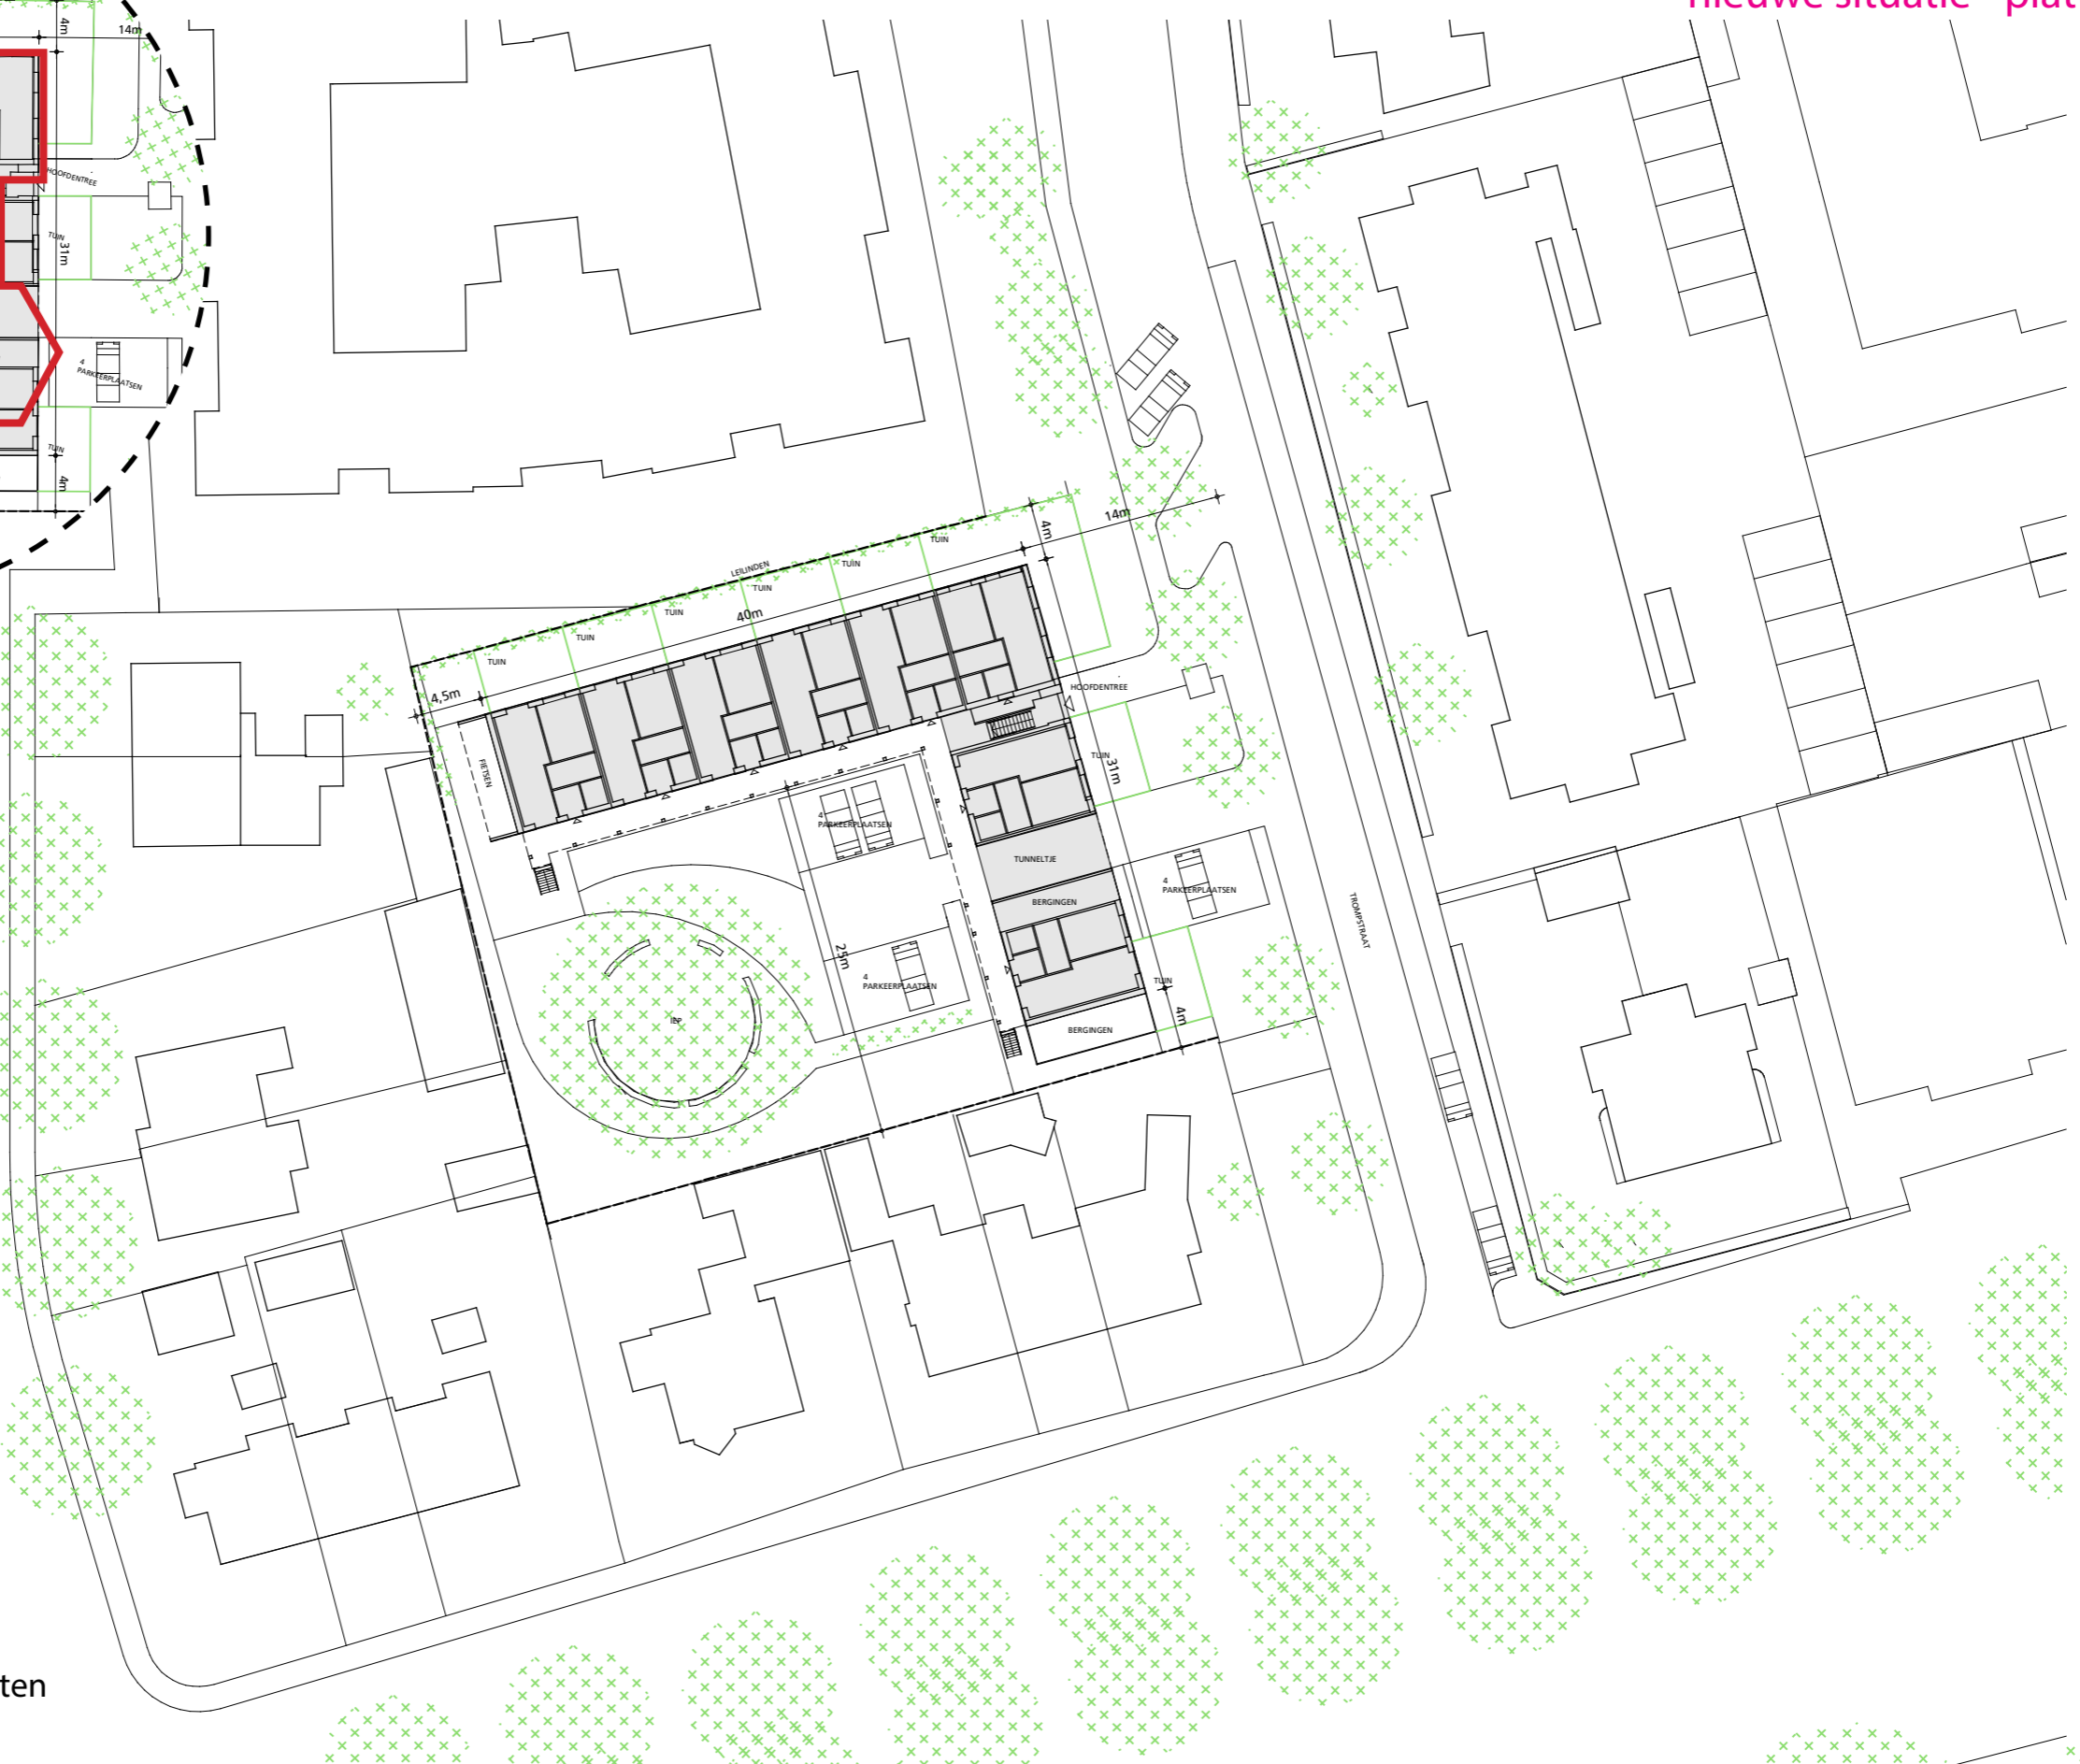 nieuwe situatie
4m
14m
HOOFDENTREE
TUIN
31m
4
PARKEERPLAATSEN
TUIN
4m
14m
4m
TUIN
LEILINDEN
TUIN
TUIN
40m
TUIN
TUIN
TUIN
4,5m
HOOFDENTREE
TUIN
31m
FIETSEN
4
PARKEERPLAATSEN
TUNNELTJE
4
PARKEERPLAATSEN
BERGINGEN
TROMPSTRAAT
25m
4
PARKEERPLAATSEN
TUIN
4m
IEP
BERGINGEN
ten